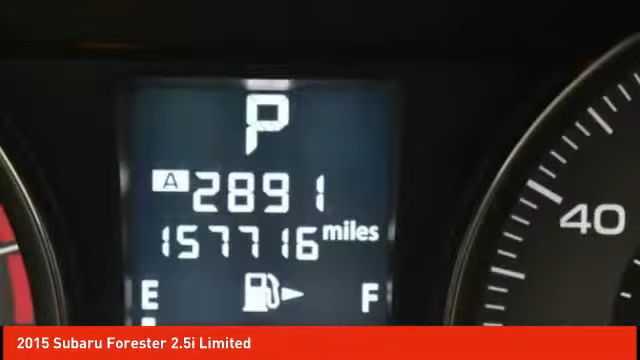 P
A 2891
157716 miles
E F
40
2015 Subaru Forester 2.5i Limited